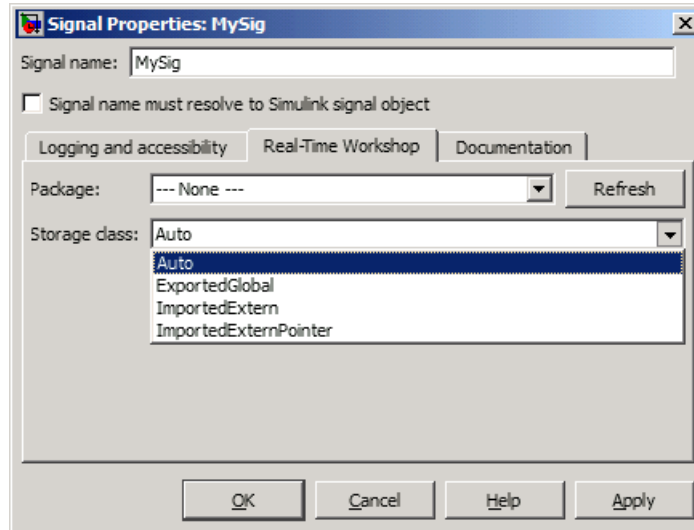 Signal Properties: MySig
Signal name: MySig
Signal name must resolve to Simulink signal object
Logging and accessibility Real-Time Workshop Documentation
Package: --- None --- Refresh
Storage class: Auto
Auto
ExportedGlobal
ImportedExtern
ImportedExternPointer
OK Cancel Help Apply